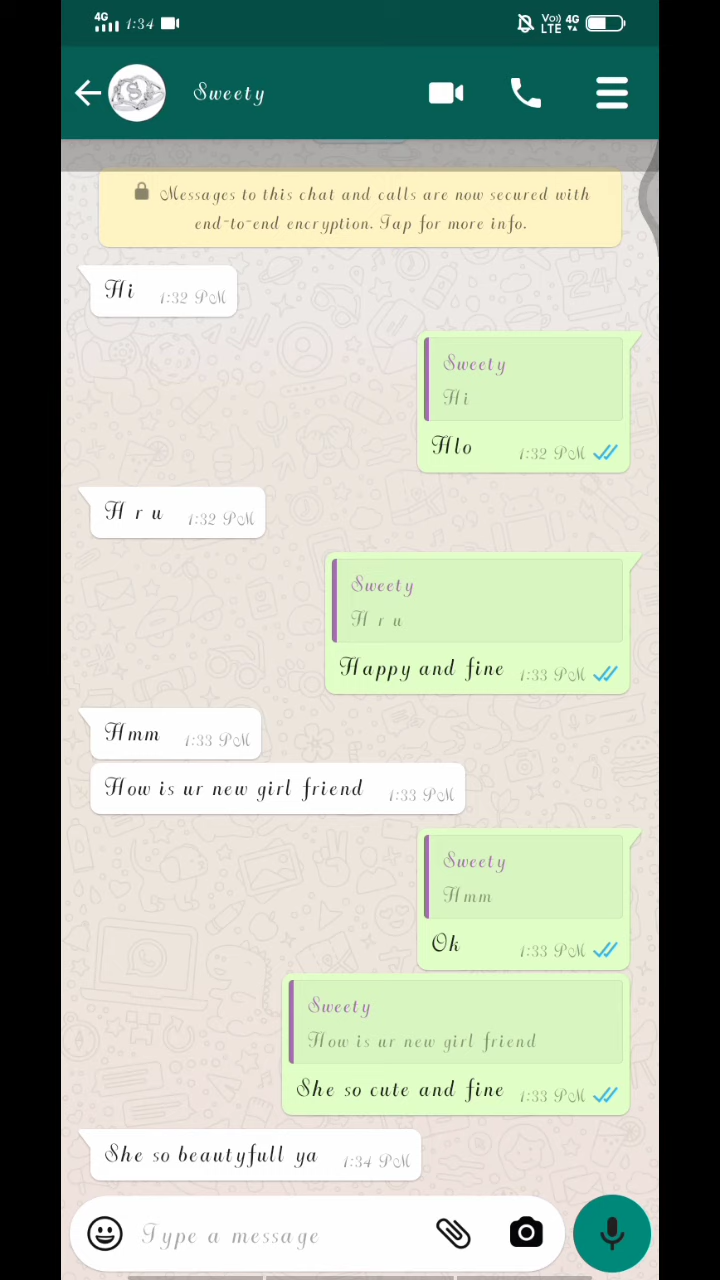 4G 1:34 Vo) LTE 4G
Sweety
Messages to this chat and calls are now secured with
end-to-end encryption. Tap for more info.
Hi 1:32 PM
Sweety
Hi
Hlo 1:32 PM
H r u 1:32 PM
Sweety
H r u
Happy and fine 1:33 PM
Hmm 1:33 PM
How is ur new girl friend 1:33 PM
Sweety
Hmm
Ok 1:33 PM
Sweety
How is ur new girl friend
She so cute and fine 1:33 PM
She so beautyfull ya 1:34 PM
Type a message